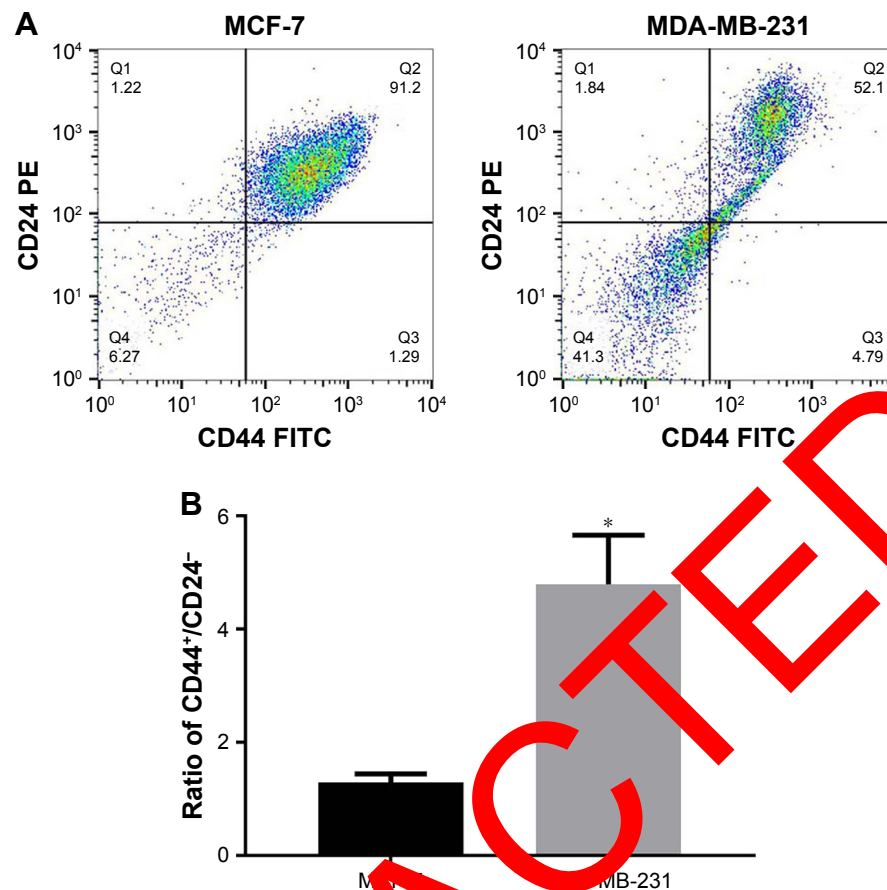 A
MCF-7
MDA-MB-231
CD24 PE
10⁴
10³
10²
10¹
10⁰
Q1
1.22
Q2
91.2
Q4
6.27
Q3
1.29
10⁰ 10¹ 10² 10³ 10⁴
CD44 FITC
CD24 PE
10⁴
10³
10²
10¹
10⁰
Q1
1.84
Q2
52.1
Q4
41.3
Q3
4.79
10⁰ 10¹ 10² 10³
CD44 FITC
B
Ratio of CD44⁺/CD24⁻
6
4
2
0
*
MB-231
ACTED